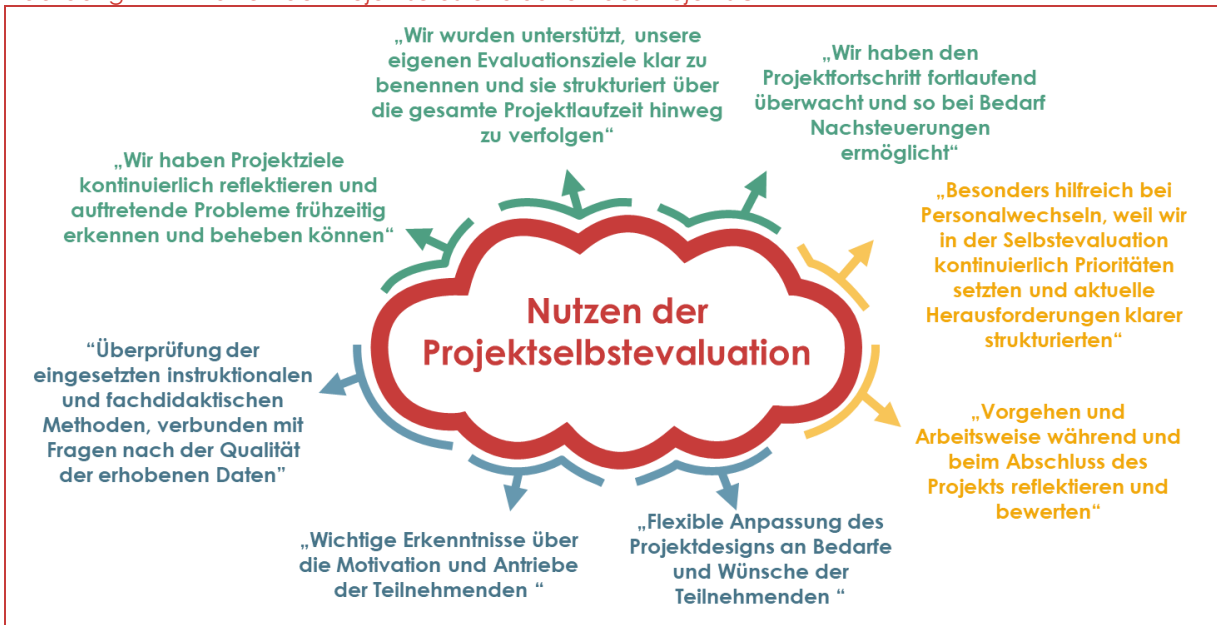 „Wir wurden unterstützt, unsere
eigenen Evaluationsziele klar zu
benennen und sie strukturiert über
die gesamte Projektlaufzeit hinweg
zu verfolgen“
„Wir haben den
Projektfortschritt fortlaufend
überwacht und so bei Bedarf
Nachsteuerungen
ermöglicht“
„Wir haben Projektziele
kontinuierlich reflektieren und
auftretende Probleme frühzeitig
erkennen und beheben können“
„Besonders hilfreich bei
Personalwechseln, weil wir
in der Selbstevaluation
kontinuierlich Prioritäten
setzten und aktuelle
Herausforderungen klarer
strukturierten“
Nutzen der
Projektselbstevaluation
“Überprüfung der
eingesetzten instruktionalen
und fachdidaktischen
Methoden, verbunden mit
Fragen nach der Qualität
der erhobenen Daten”
„Vorgehen und
Arbeitsweise während und
beim Abschluss des
Projekts reflektieren und
bewerten“
„Wichtige Erkenntnisse über
die Motivation und Antriebe
der Teilnehmenden “
„Flexible Anpassung des
Projektdesigns an Bedarfe
und Wünsche der
Teilnehmenden “